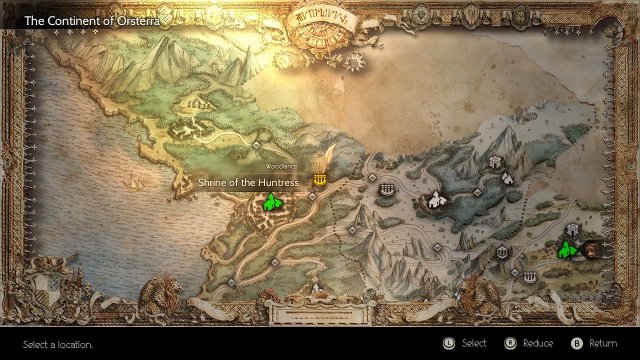 The Continent of Orsterra
Woodlands
Shrine of the Huntress
Select a location.
L Select
R Reduce
B Return